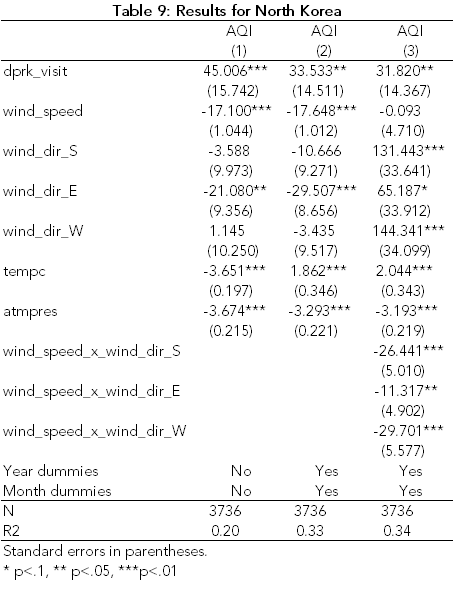 Table 9: Results for North Korea
AQI AQI AQI
(1) (2) (3)
dprk_visit 45.006*** 33.533** 31.820**
(15.742) (14.511) (14.367)
wind_speed -17.100*** -17.648*** -0.093
(1.044) (1.012) (4.710)
wind_dir_S -3.588 -10.666 131.443***
(9.973) (9.271) (33.641)
wind_dir_E -21.080** -29.507*** 65.187*
(9.356) (8.656) (33.912)
wind_dir_W 1.145 -3.435 144.341***
(10.250) (9.517) (34.099)
tempc -3.651*** 1.862*** 2.044***
(0.197) (0.346) (0.343)
atmpres -3.674*** -3.293*** -3.193***
(0.215) (0.221) (0.219)
wind_speed_x_wind_dir_S -26.441***
(5.010)
wind_speed_x_wind_dir_E -11.317**
(4.902)
wind_speed_x_wind_dir_W -29.701***
(5.577)
Year dummies No Yes Yes
Month dummies No Yes Yes
N 3736 3736 3736
R2 0.20 0.33 0.34
Standard errors in parentheses.
* p<.1, ** p<.05, ***p<.01